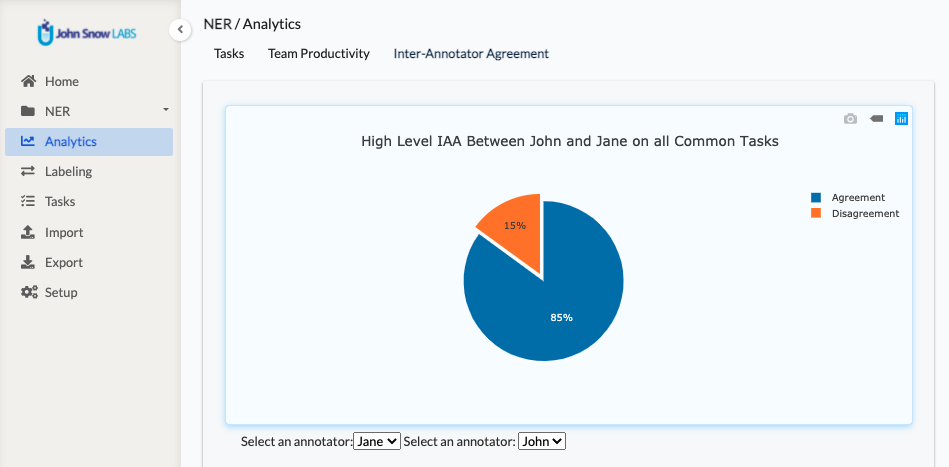 John Snow LABS
Home
NER
Analytics
Labeling
Tasks
Import
Export
Setup
NER / Analytics
Tasks Team Productivity Inter-Annotator Agreement
High Level IAA Between John and Jane on all Common Tasks
Agreement
Disagreement
15%
85%
Select an annotator: Jane Select an annotator: John